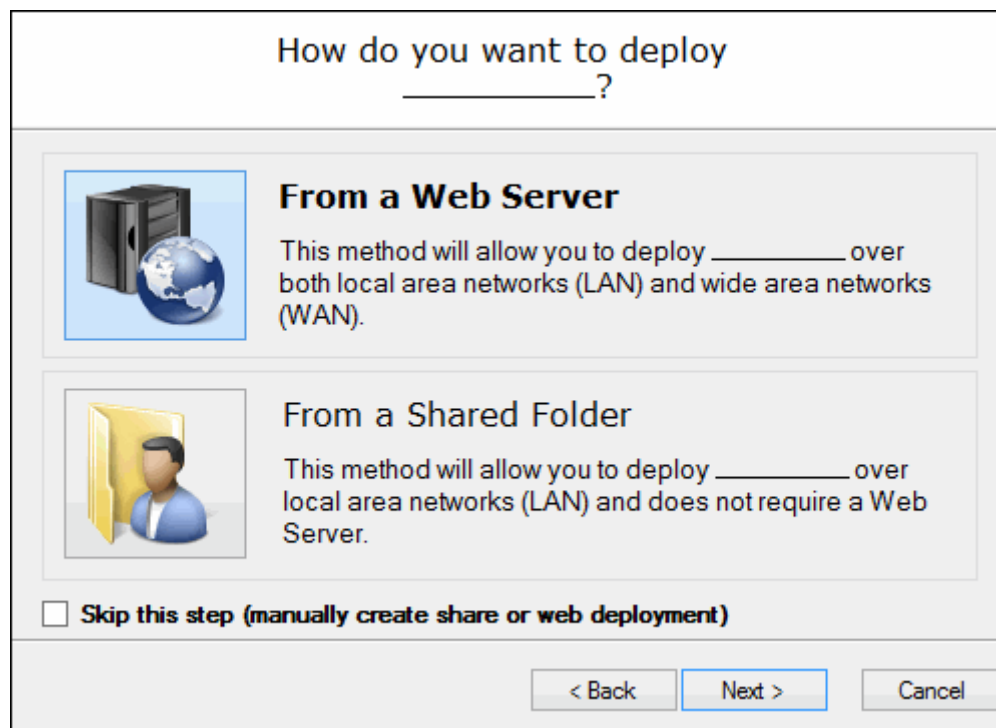 How do you want to deploy
__________?
From a Web Server
This method will allow you to deploy __________ over
both local area networks (LAN) and wide area networks
(WAN).
From a Shared Folder
This method will allow you to deploy __________ over
local area networks (LAN) and does not require a Web
Server.
Skip this step (manually create share or web deployment)
< Back Next > Cancel